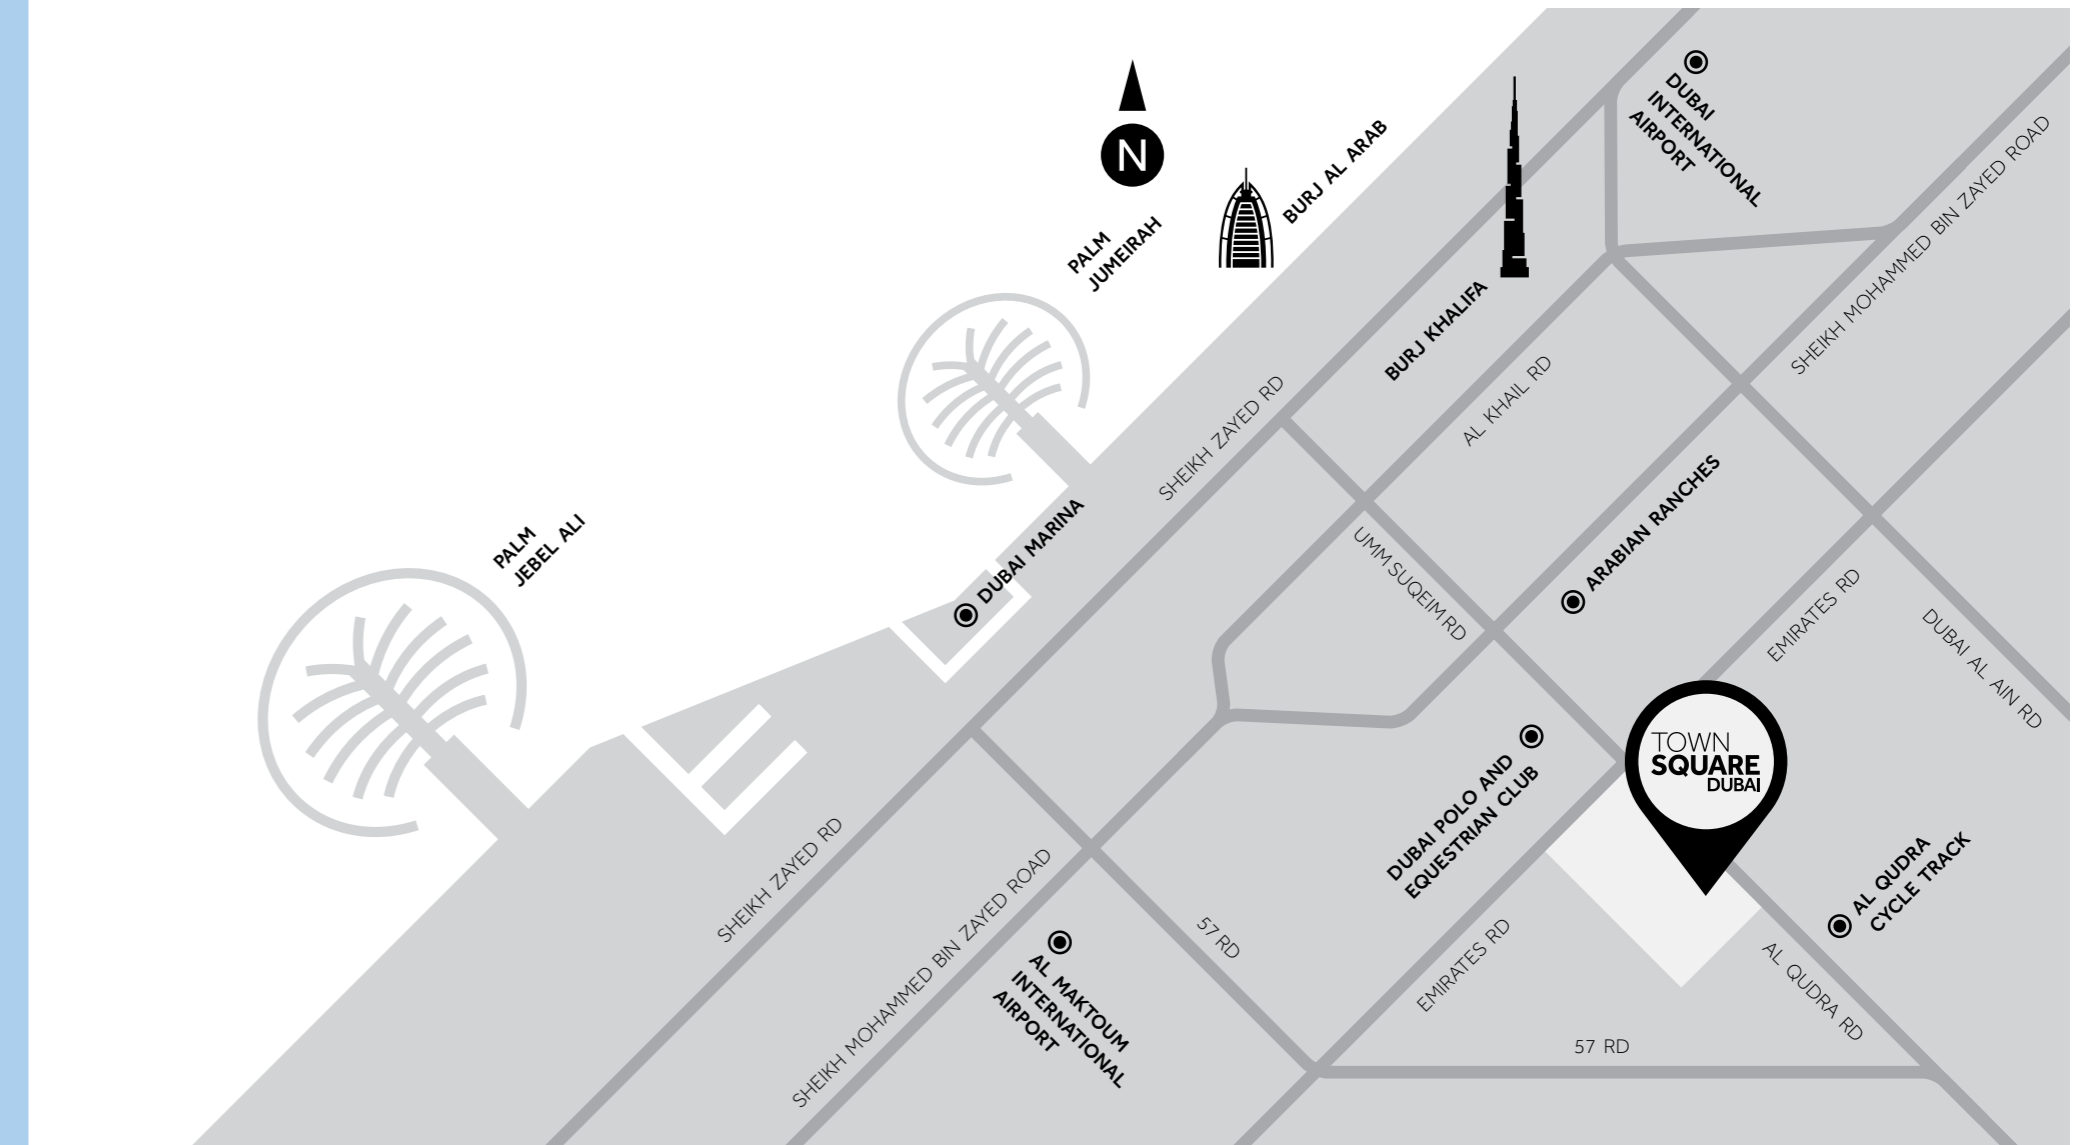 DUBAI
INTERNATIONAL
AIRPORT
N
BURJ AL ARAB
SHEIKH MOHAMMED BIN ZAYED ROAD
PALM
JUMEIRAH
BURJ KHALIFA
AL KHAIL RD
SHEIKH ZAYED RD
ARABIAN RANCHES
DUBAI MARINA
PALM
JEBEL ALI
UMM SUQEIM RD
EMIRATES RD
DUBAI AL AIN RD
TOWN
SQUARE
DUBAI
DUBAI POLO AND
EQUESTRIAN CLUB
SHEIKH ZAYED RD
AL QUDRA
CYCLE TRACK
SHEIKH MOHAMMED BIN ZAYED ROAD
57 RD
EMIRATES RD
AL QUDRA RD
AL MAKTOUM
INTERNATIONAL
AIRPORT
57 RD